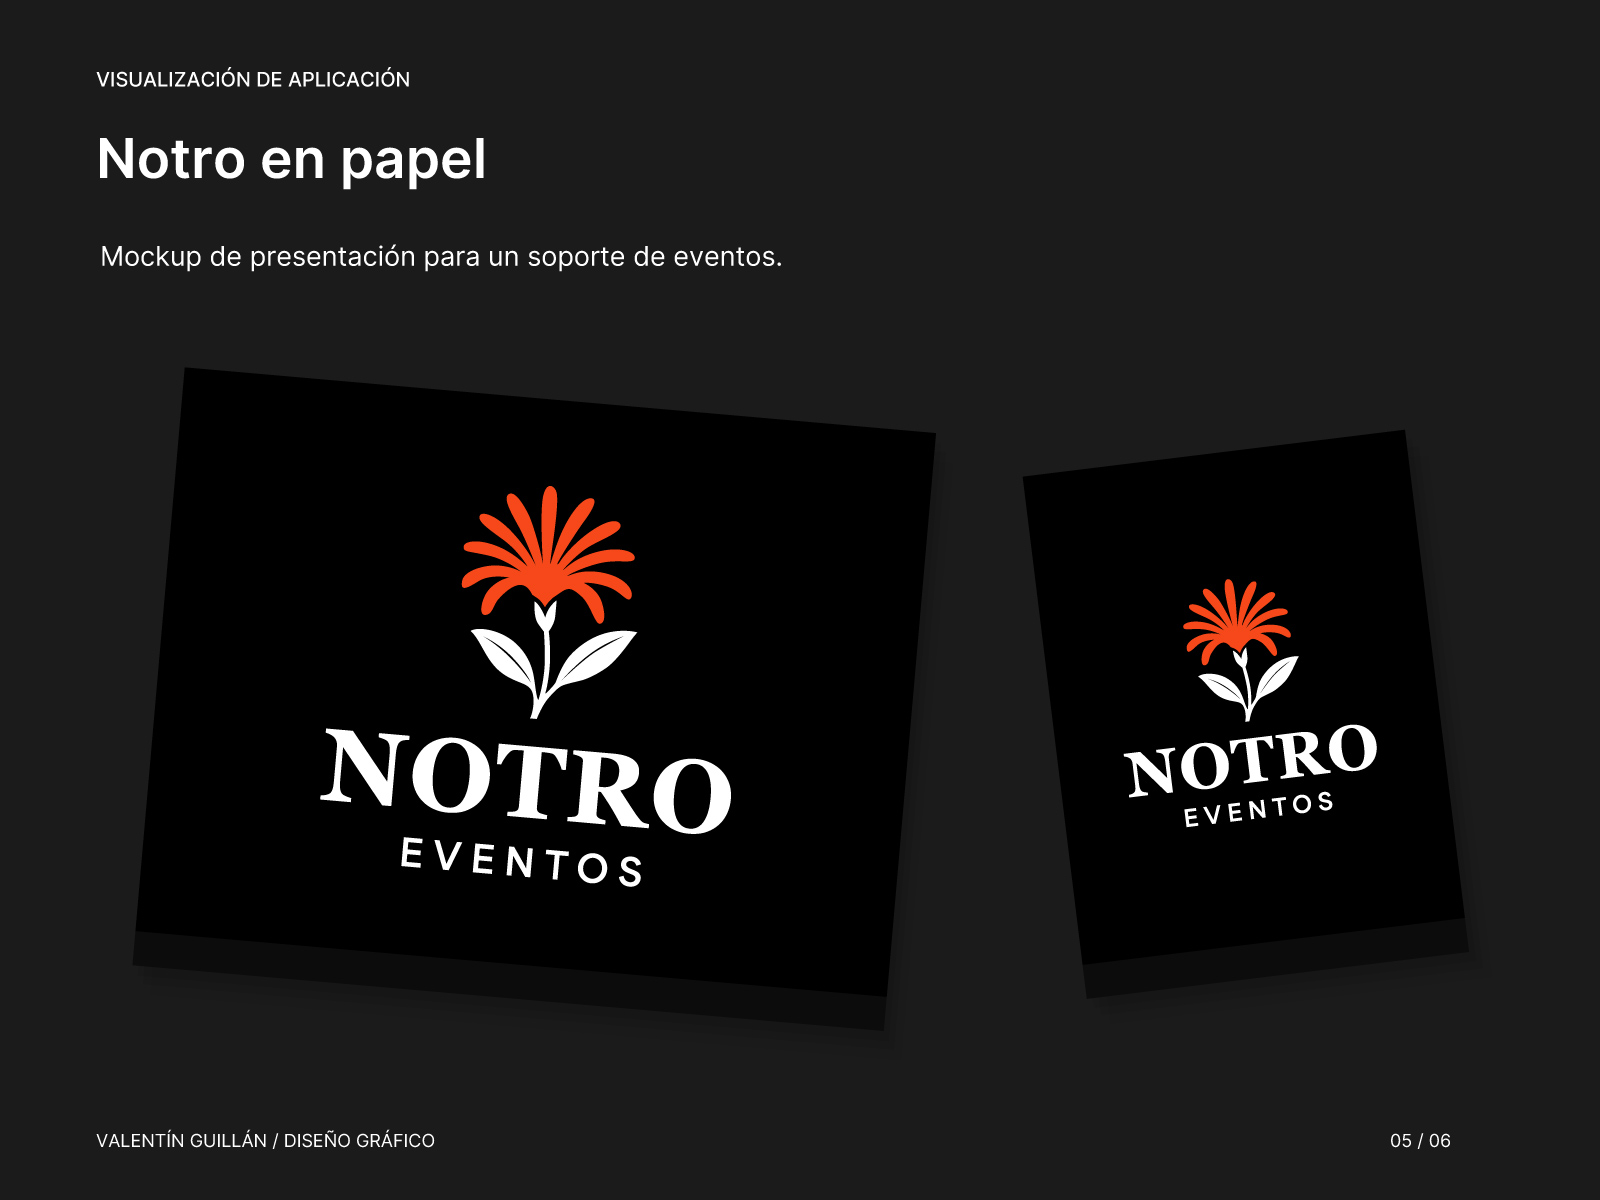 VISUALIZACIÓN DE APLICACIÓN
Notro en papel
Mockup de presentación para un soporte de eventos.
NOTRO
EVENTOS
NOTRO
EVENTOS
VALENTÍN GUILLÁN / DISEÑO GRÁFICO
05 / 06